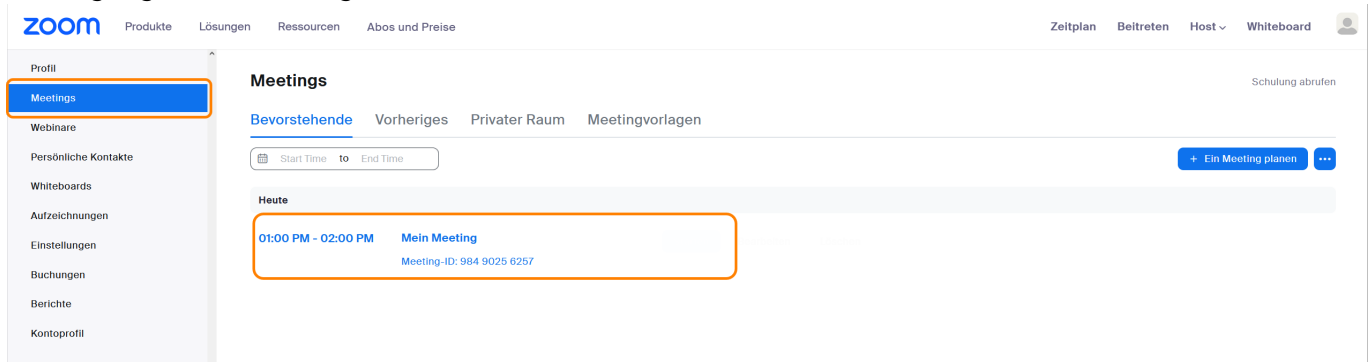 zoom Produkte Lösungen Ressourcen Abos und Preise Zeitplan Beitreten Host Whiteboard
Profil
Meetings
Webinare
Persönliche Kontakte
Whiteboards
Aufzeichnungen
Einstellungen
Buchungen
Berichte
Kontoprofil
Meetings
Schulung abrufen
Bevorstehende Vorheriges Privater Raum Meetingvorlagen
Start Time to End Time
+ Ein Meeting planen
Heute
01:00 PM - 02:00 PM Mein Meeting
Meeting-ID: 984 9025 6257